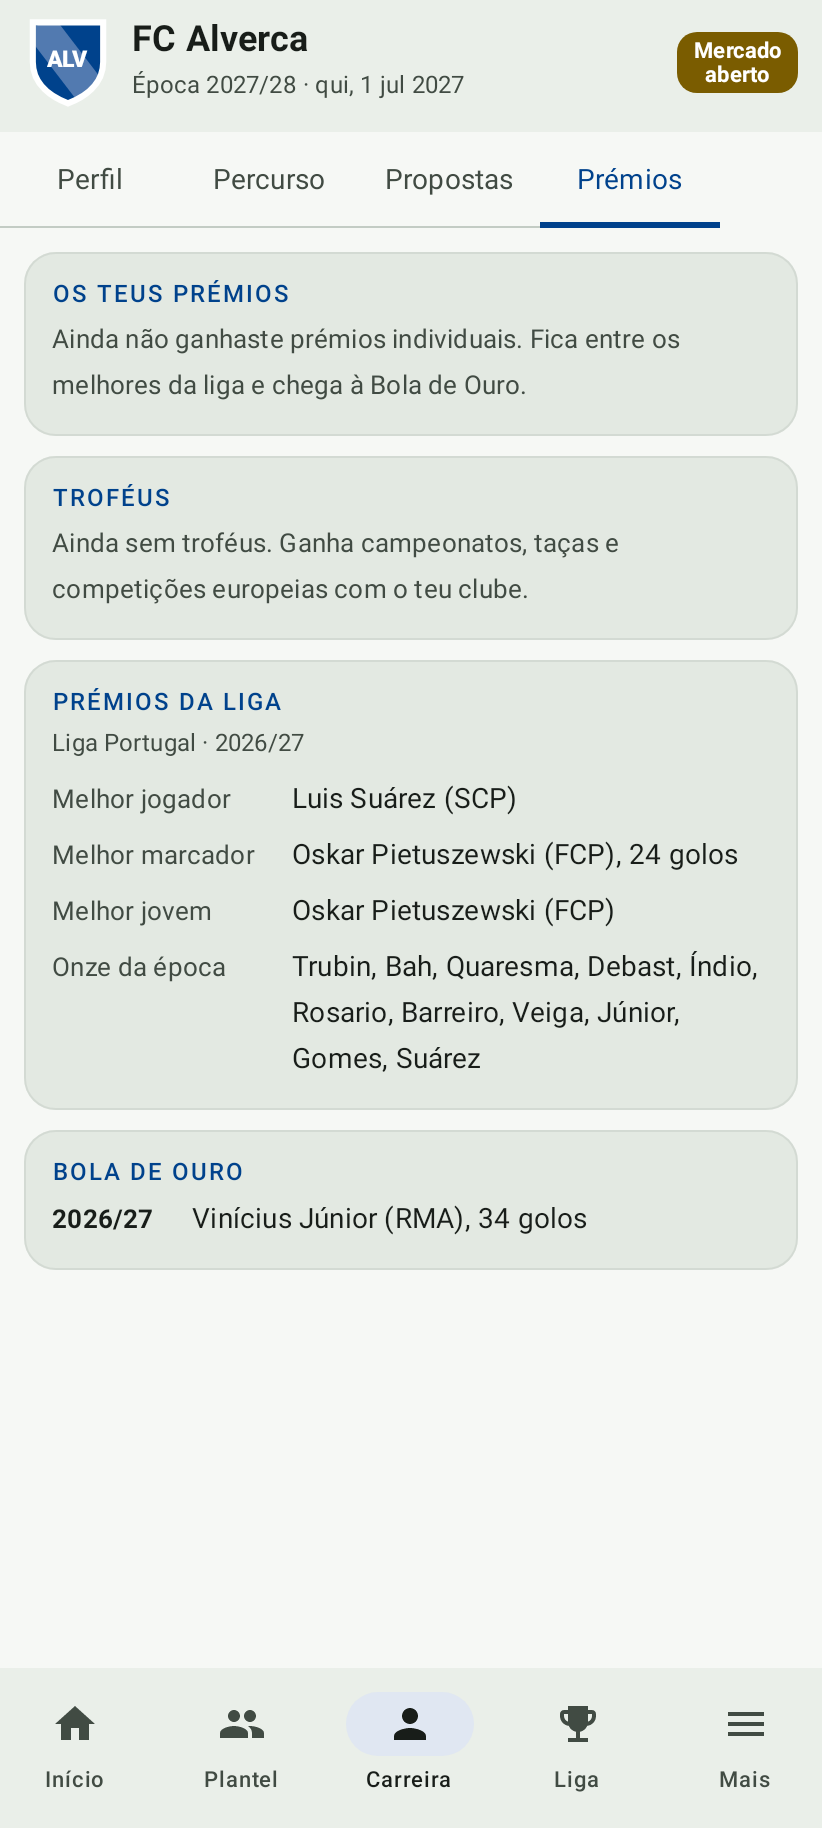 ALV
FC Alverca
Época 2027/28 · qui, 1 jul 2027
Mercado
aberto
Perfil
Percurso
Propostas
Prémios
OS TEUS PRÉMIOS
Ainda não ganhaste prémios individuais. Fica entre os
melhores da liga e chega à Bola de Ouro.
TROFÉUS
Ainda sem troféus. Ganha campeonatos, taças e
competições europeias com o teu clube.
PRÉMIOS DA LIGA
Liga Portugal · 2026/27
Melhor jogador Luis Suárez (SCP)
Melhor marcador Oskar Pietuszewski (FCP), 24 golos
Melhor jovem Oskar Pietuszewski (FCP)
Onze da época Trubin, Bah, Quaresma, Debast, Índio,
Rosario, Barreiro, Veiga, Júnior,
Gomes, Suárez
BOLA DE OURO
2026/27 Vinícius Júnior (RMA), 34 golos
Início
Plantel
Carreira
Liga
Mais